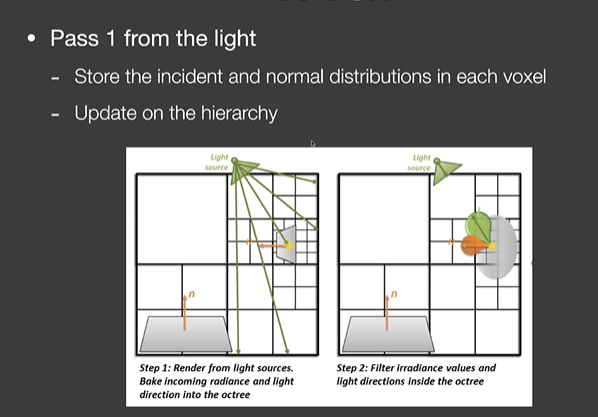 • Pass 1 from the light
- Store the incident and normal distributions in each voxel
- Update on the hierarchy
Light
source
n
Step 1: Render from light sources.
Bake incoming radiance and light
direction into the octree
Light
source
n
Step 2: Filter irradiance values and
light directions inside the octree